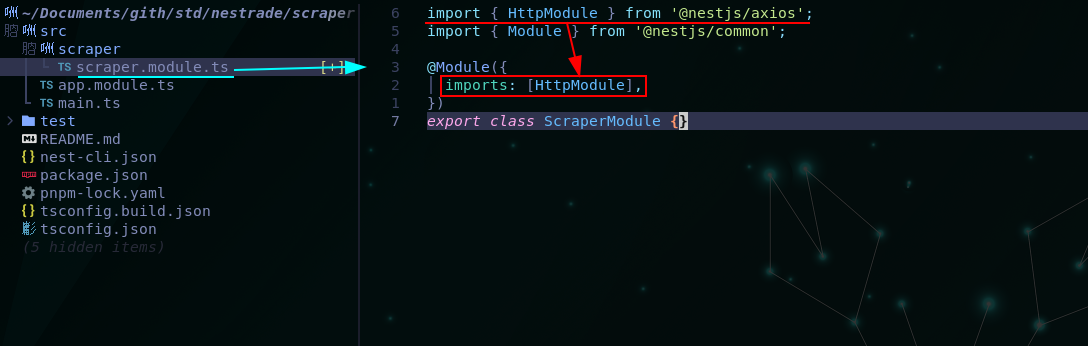 ~/Documents/gith/std/nestrade/scraper
src
scraper
TS scraper.module.ts [+]
TS app.module.ts
TS main.ts
test
README.md
{} nest-cli.json
package.json
pnpm-lock.yaml
{} tsconfig.build.json
tsconfig.json
(5 hidden items)
6 import { HttpModule } from '@nestjs/axios';
5 import { Module } from '@nestjs/common';
4
3 @Module({
2 imports: [HttpModule],
1 })
7 export class ScraperModule {}